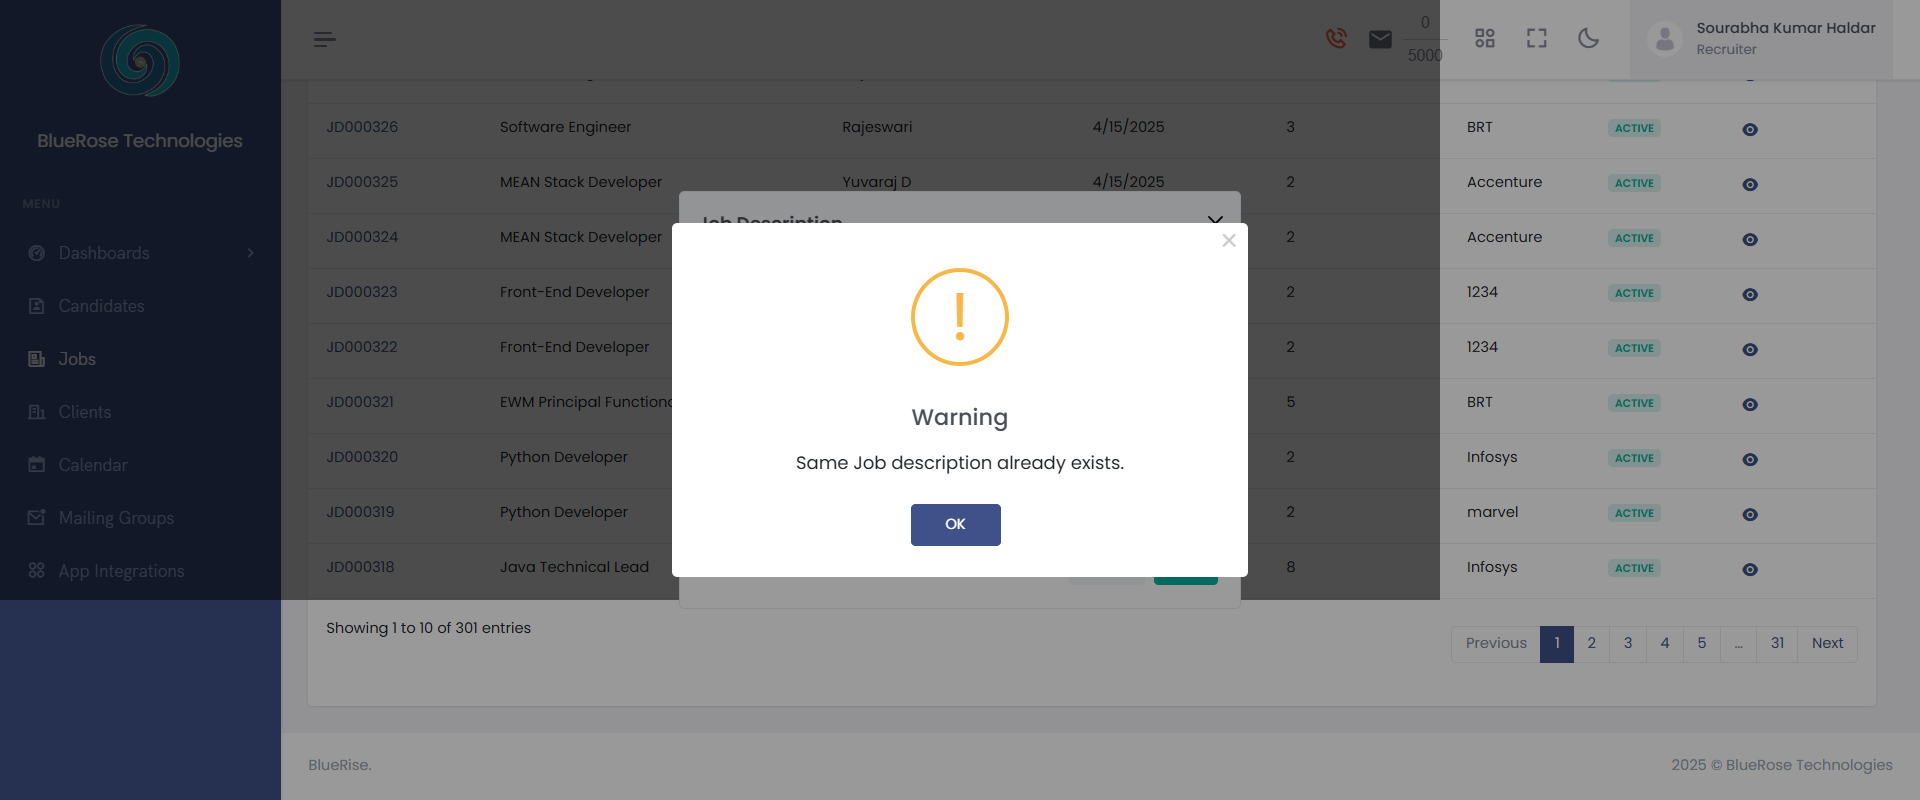 BlueRose Technologies
MENU
Dashboards
Candidates
Jobs
Clients
Calendar
Mailing Groups
App Integrations
0
5000
Sourabha Kumar Haldar
Recruiter
JD000326 Software Engineer Rajeswari 4/15/2025 3 BRT ACTIVE
JD000325 MEAN Stack Developer Yuvaraj D 4/15/2025 2 Accenture ACTIVE
Job Description
JD000324 MEAN Stack Developer 2 Accenture ACTIVE
JD000323 Front-End Developer 2 1234 ACTIVE
JD000322 Front-End Developer 2 1234 ACTIVE
JD000321 EWM Principal 5 BRT ACTIVE
JD000320 Python Developer 2 Infosys ACTIVE
JD000319 Python Developer 2 marvel ACTIVE
JD000318 Java Technical Lead 8 Infosys ACTIVE
Warning
Same Job description already exists.
OK
Showing 1 to 10 of 301 entries
Previous 1 2 3 4 5 ... 31 Next
BlueRise.
2025 © BlueRose Technologies